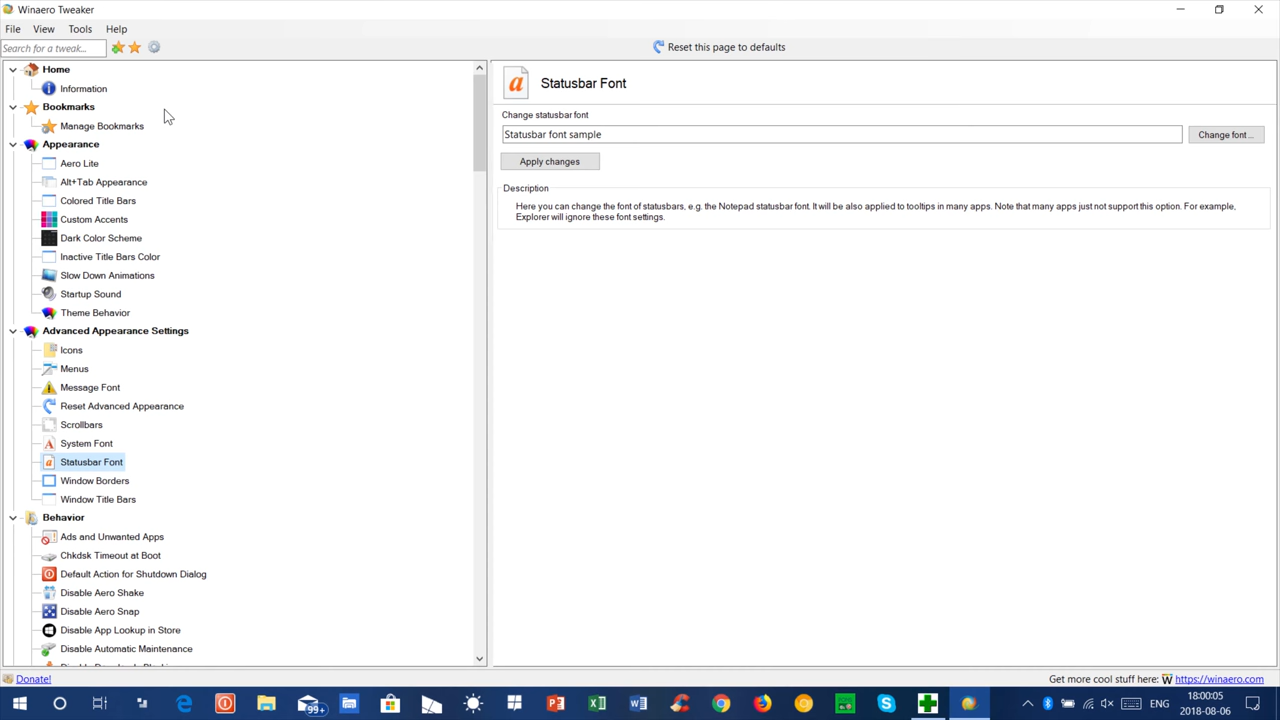 Winaero Tweaker
File View Tools Help
Search for a tweak...
Reset this page to defaults
Home
Information
Bookmarks
Manage Bookmarks
Appearance
Aero Lite
Alt+Tab Appearance
Colored Title Bars
Custom Accents
Dark Color Scheme
Inactive Title Bars Color
Slow Down Animations
Startup Sound
Theme Behavior
Advanced Appearance Settings
Icons
Menus
Message Font
Reset Advanced Appearance
Scrollbars
System Font
Statusbar Font
Window Borders
Window Title Bars
Behavior
Ads and Unwanted Apps
Chkdsk Timeout at Boot
Default Action for Shutdown Dialog
Disable Aero Shake
Disable Aero Snap
Disable App Lookup in Store
Disable Automatic Maintenance
Statusbar Font
Change statusbar font
Statusbar font sample
Change font...
Apply changes
Description
Here you can change the font of statusbars, e.g. the Notepad statusbar font. It will be also applied to tooltips in many apps. Note that many apps just not support this option. For example,
Explorer will ignore these font settings.
Donate!
Get more cool stuff here: W https://winaero.com
99+
ENG
18:00:05
2018-08-06